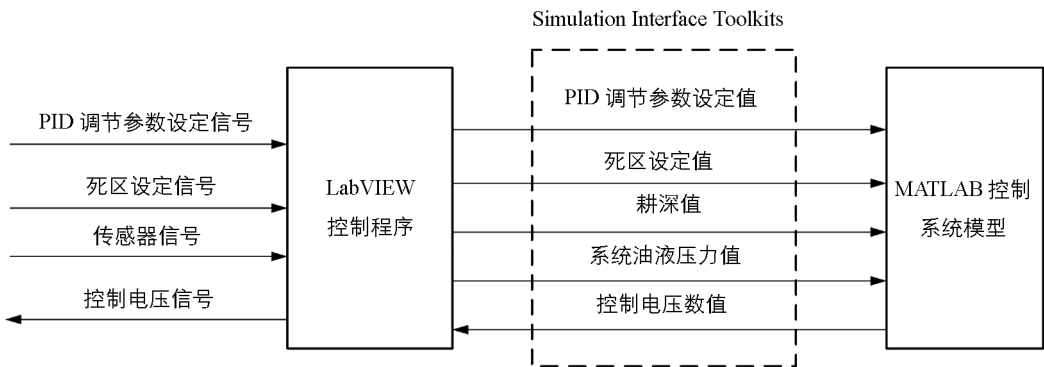 Simulation Interface Toolkits
PID 调节参数设定信号
死区设定信号
传感器信号
控制电压信号
LabVIEW
控制程序
PID 调节参数设定值
死区设定值
耕深值
系统油液压力值
控制电压数值
MATLAB 控制
系统模型